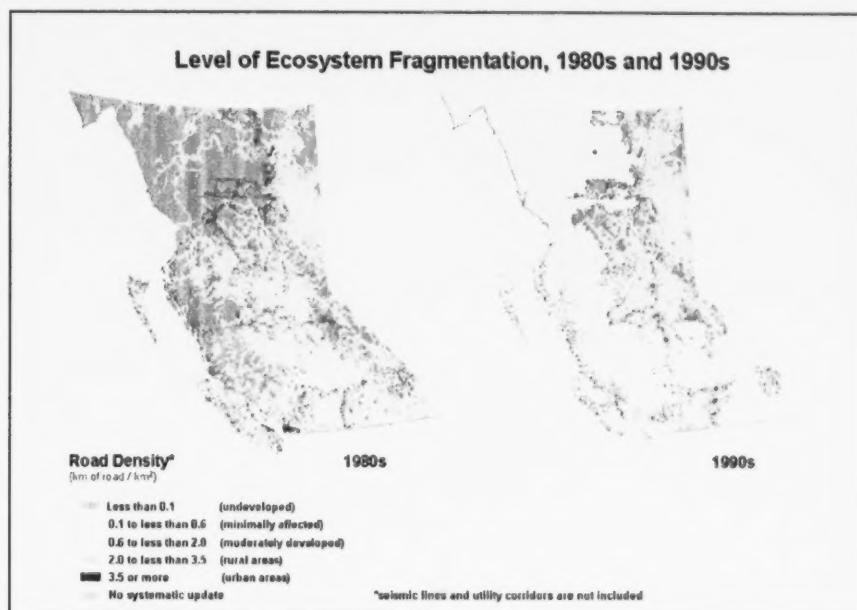 Level of Ecosystem Fragmentation, 1980s and 1990s
Road Density* 1980s 1990s
(km of road / km²)
Less than 0.1 (undeveloped)
0.1 to less than 0.6 (minimally affected)
0.6 to less than 2.0 (moderately developed)
2.0 to less than 3.5 (rural areas)
3.5 or more (urban areas)
No systematic update *seismic lines and utility corridors are not included